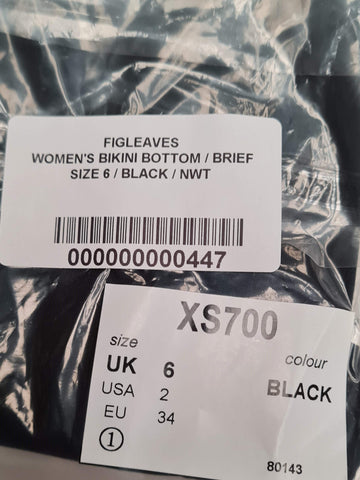 FIGLEAVES
WOMEN'S BIKINI BOTTOM / BRIEF
SIZE 6 / BLACK / NWT
000000000447
XS700
size colour
UK 6 BLACK
USA 2
EU 34
1 80143